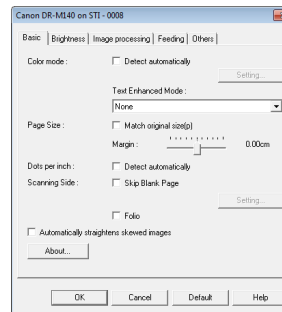 Canon DR-M140 on STI - 0008
Basic Brightness Image processing Feeding Others
Color mode : Detect automatically
Setting...
Text Enhanced Mode :
None
Page Size : Match original size(p)
Margin : 0.00cm
Dots per inch : Detect automatically
Scanning Side : Skip Blank Page
Setting...
Folio
Automatically straightens skewed images
About...
OK Cancel Default Help